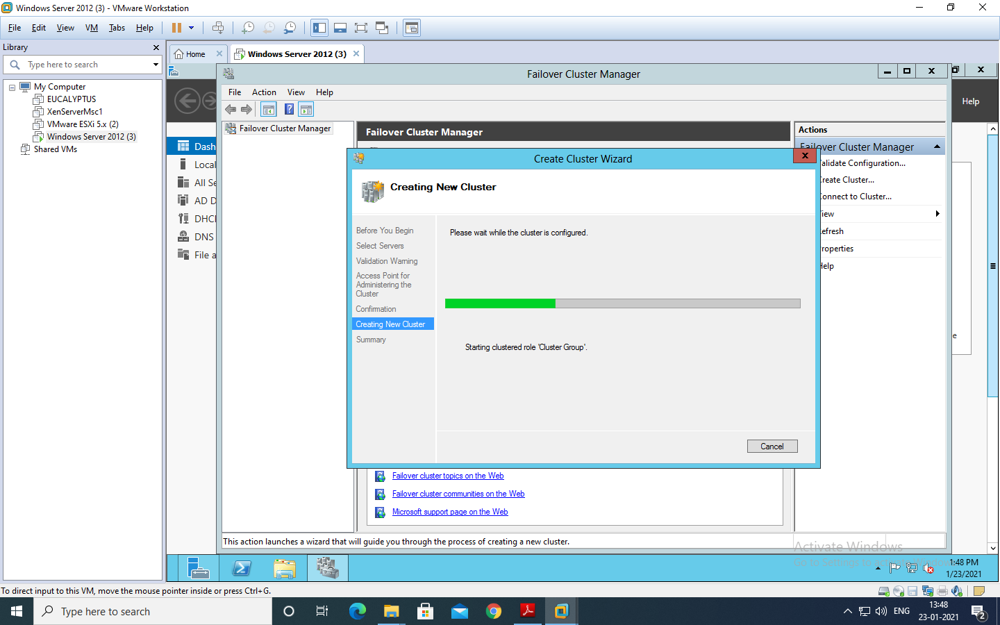 Windows Server 2012 (3) - VMware Workstation
File Edit View VM Tabs Help
Library
Type here to search
My Computer
EUCALYPTUS
XenServerMsc1
VMware ESXi 5.x (2)
Windows Server 2012 (3)
Shared VMs
Home
Windows Server 2012 (3)
Failover Cluster Manager
File Action View Help
Help
Failover Cluster Manager
Failover Cluster Manager
Actions
Failover Cluster Manager
alidate Configuration...
reate Cluster...
onnect to Cluster...
iew
efresh
roperties
elp
Dash
Local
All Se
AD D
DHCI
DNS
File a
e
Create Cluster Wizard
Creating New Cluster
Before You Begin
Select Servers
Validation Warning
Access Point for
Administering the
Cluster
Confirmation
Creating New Cluster
Summary
Please wait while the cluster is configured.
Starting clustered role 'Cluster Group'.
Cancel
Failover cluster topics on the Web
Failover cluster communities on the Web
Microsoft support page on the Web
This action launches a wizard that will guide you through the process of creating a new cluster.
Activate Windows
Go to Settings to
1:48 PM
1/23/2021
To direct input to this VM, move the mouse pointer inside or press Ctrl+G.
Type here to search
ENG
13:48
23-01-2021
2